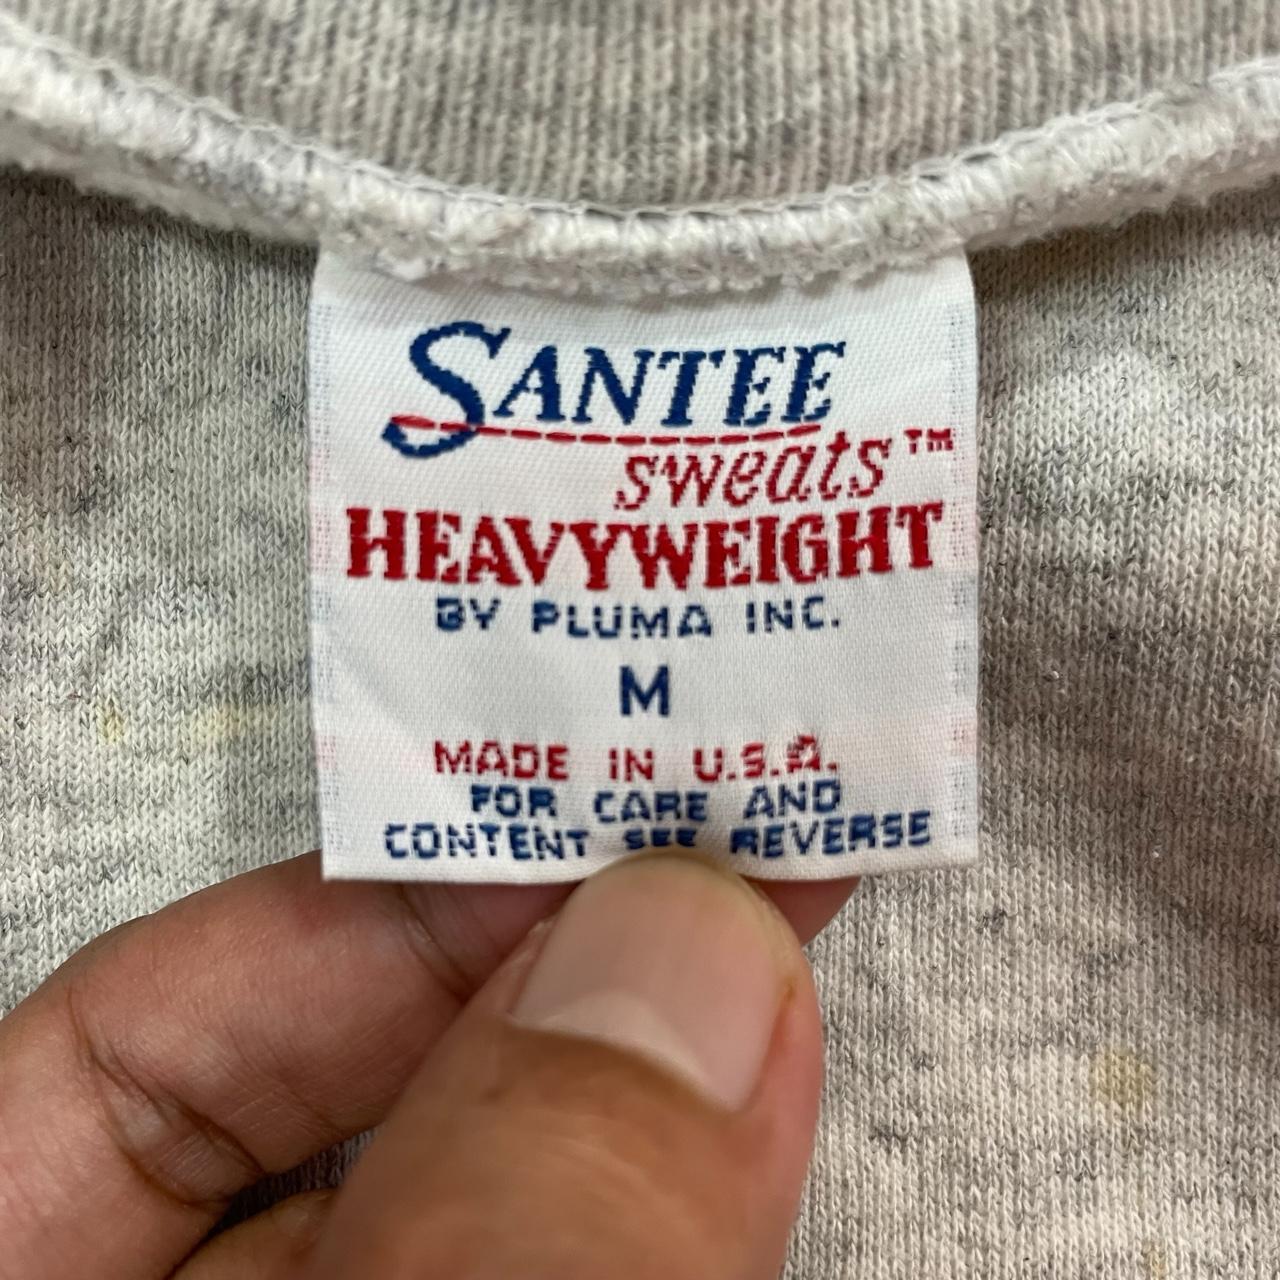 SANTEE
sweats™
HEAVYWEIGHT
BY PLUMA INC.
M
MADE IN U.S.A.
FOR CARE AND
CONTENT SEE REVERSE